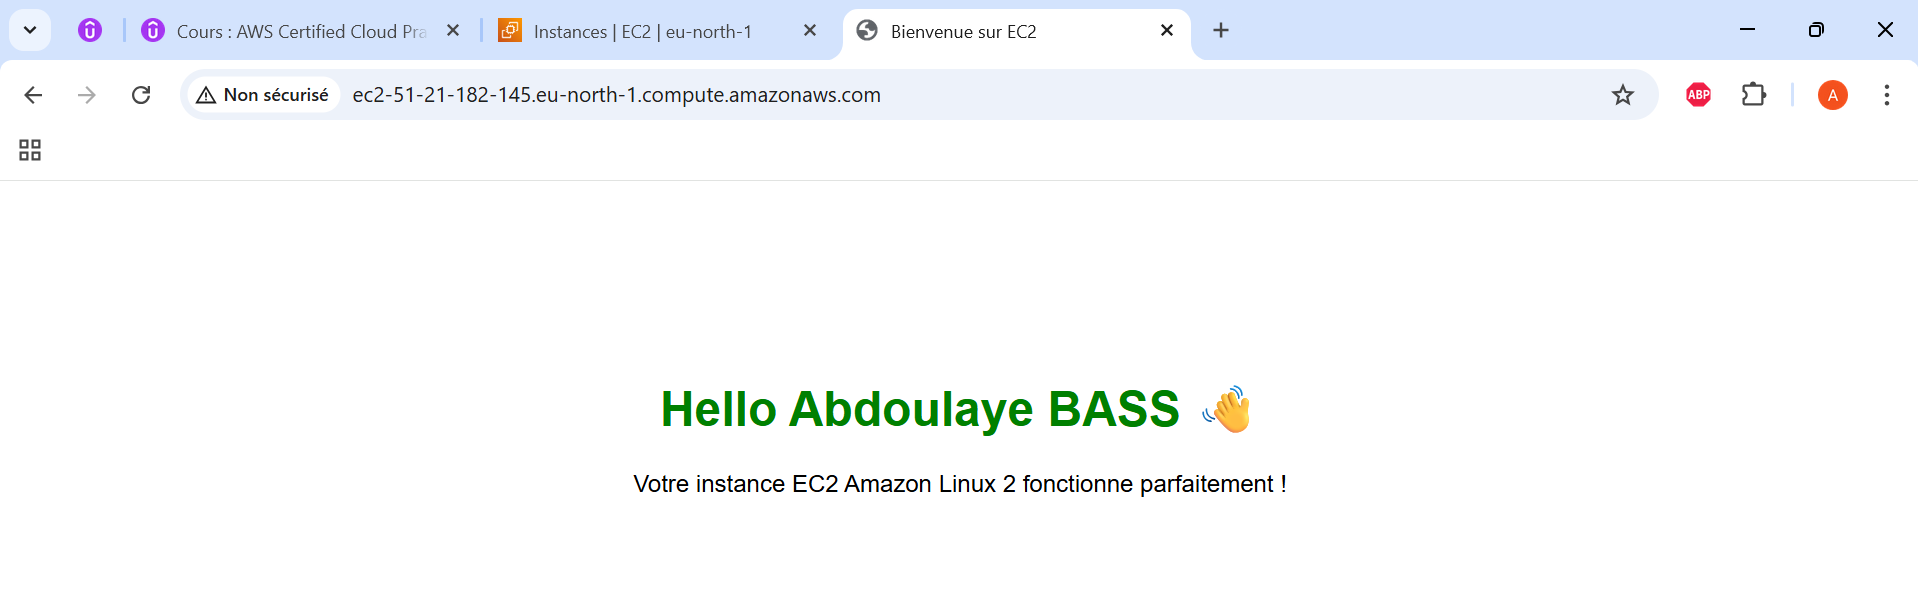 Cours : AWS Certified Cloud Pra
Instances | EC2 | eu-north-1
Bienvenue sur EC2
Non sécurisé
ec2-51-21-182-145.eu-north-1.compute.amazonaws.com
ABP
A
Hello Abdoulaye BASS 👋
Votre instance EC2 Amazon Linux 2 fonctionne parfaitement !